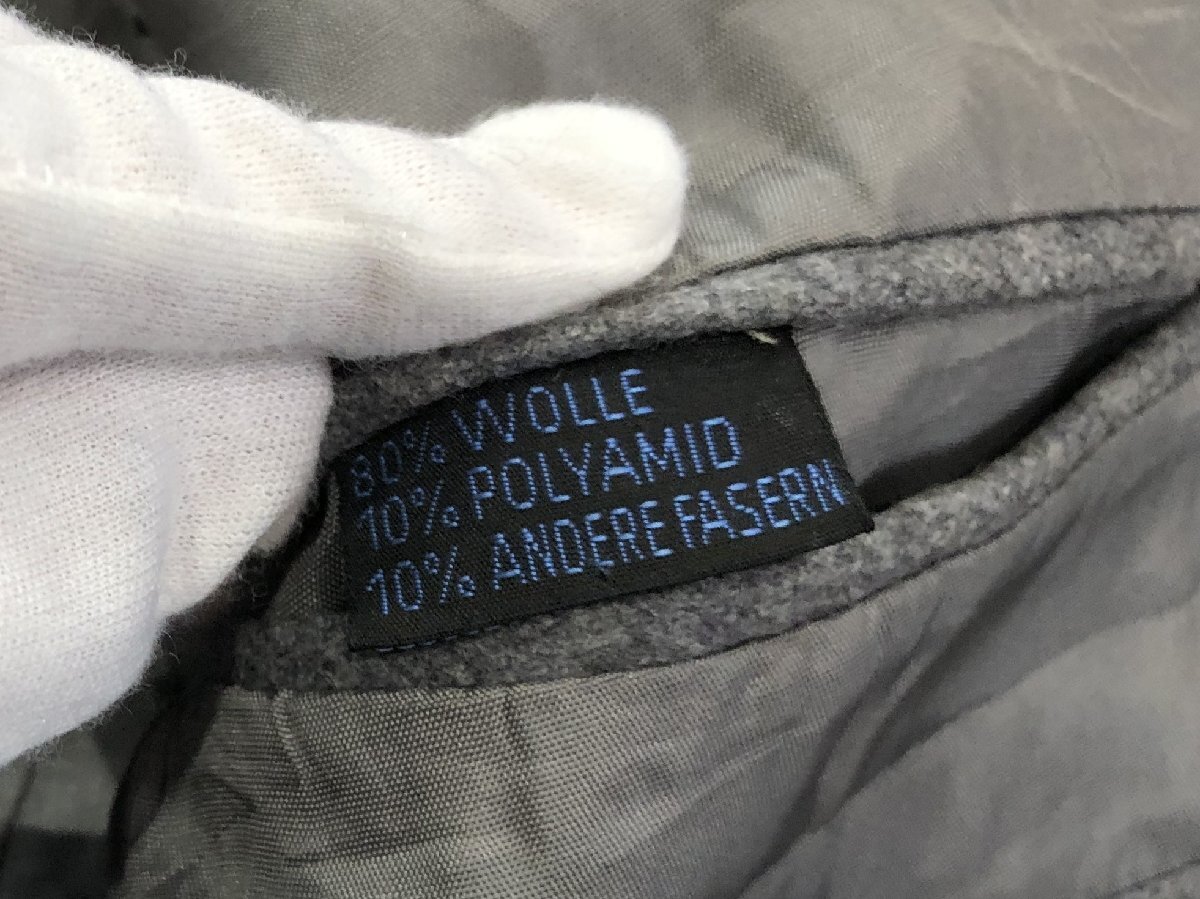 80% WOLLE
10% POLYAMID
10% ANDERE FASERN